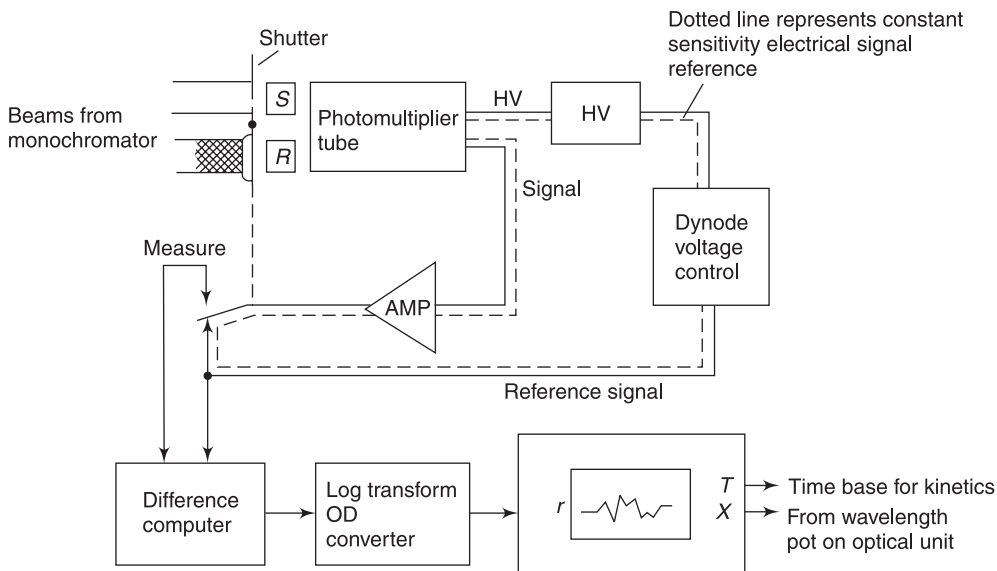 Dotted line represents constant
sensitivity electrical signal
reference
Shutter
Beams from
monochromator
S
R
Photomultiplier
tube
HV
HV
Signal
Dynode
voltage
control
Measure
AMP
Reference signal
Difference
computer
Log transform
OD
converter
r
T
X
Time base for kinetics
From wavelength
pot on optical unit